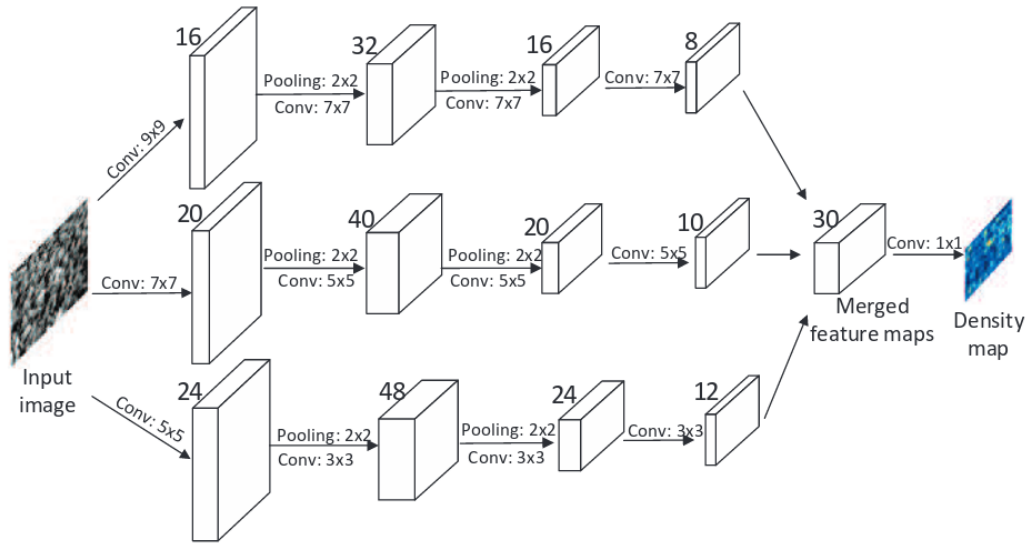 16
32
16
8
Pooling: 2x2
Conv: 7x7
Pooling: 2x2
Conv: 7x7
Conv: 7x7
Conv: 9x9
20
40
20
10
30
Pooling: 2x2
Conv: 5x5
Pooling: 2x2
Conv: 5x5
Conv: 5x5
Conv: 1x1
Conv: 7x7
Merged
feature maps
Density
map
Input
image
24
48
24
12
Conv: 5x5
Pooling: 2x2
Conv: 3x3
Pooling: 2x2
Conv: 3x3
Conv: 3x3